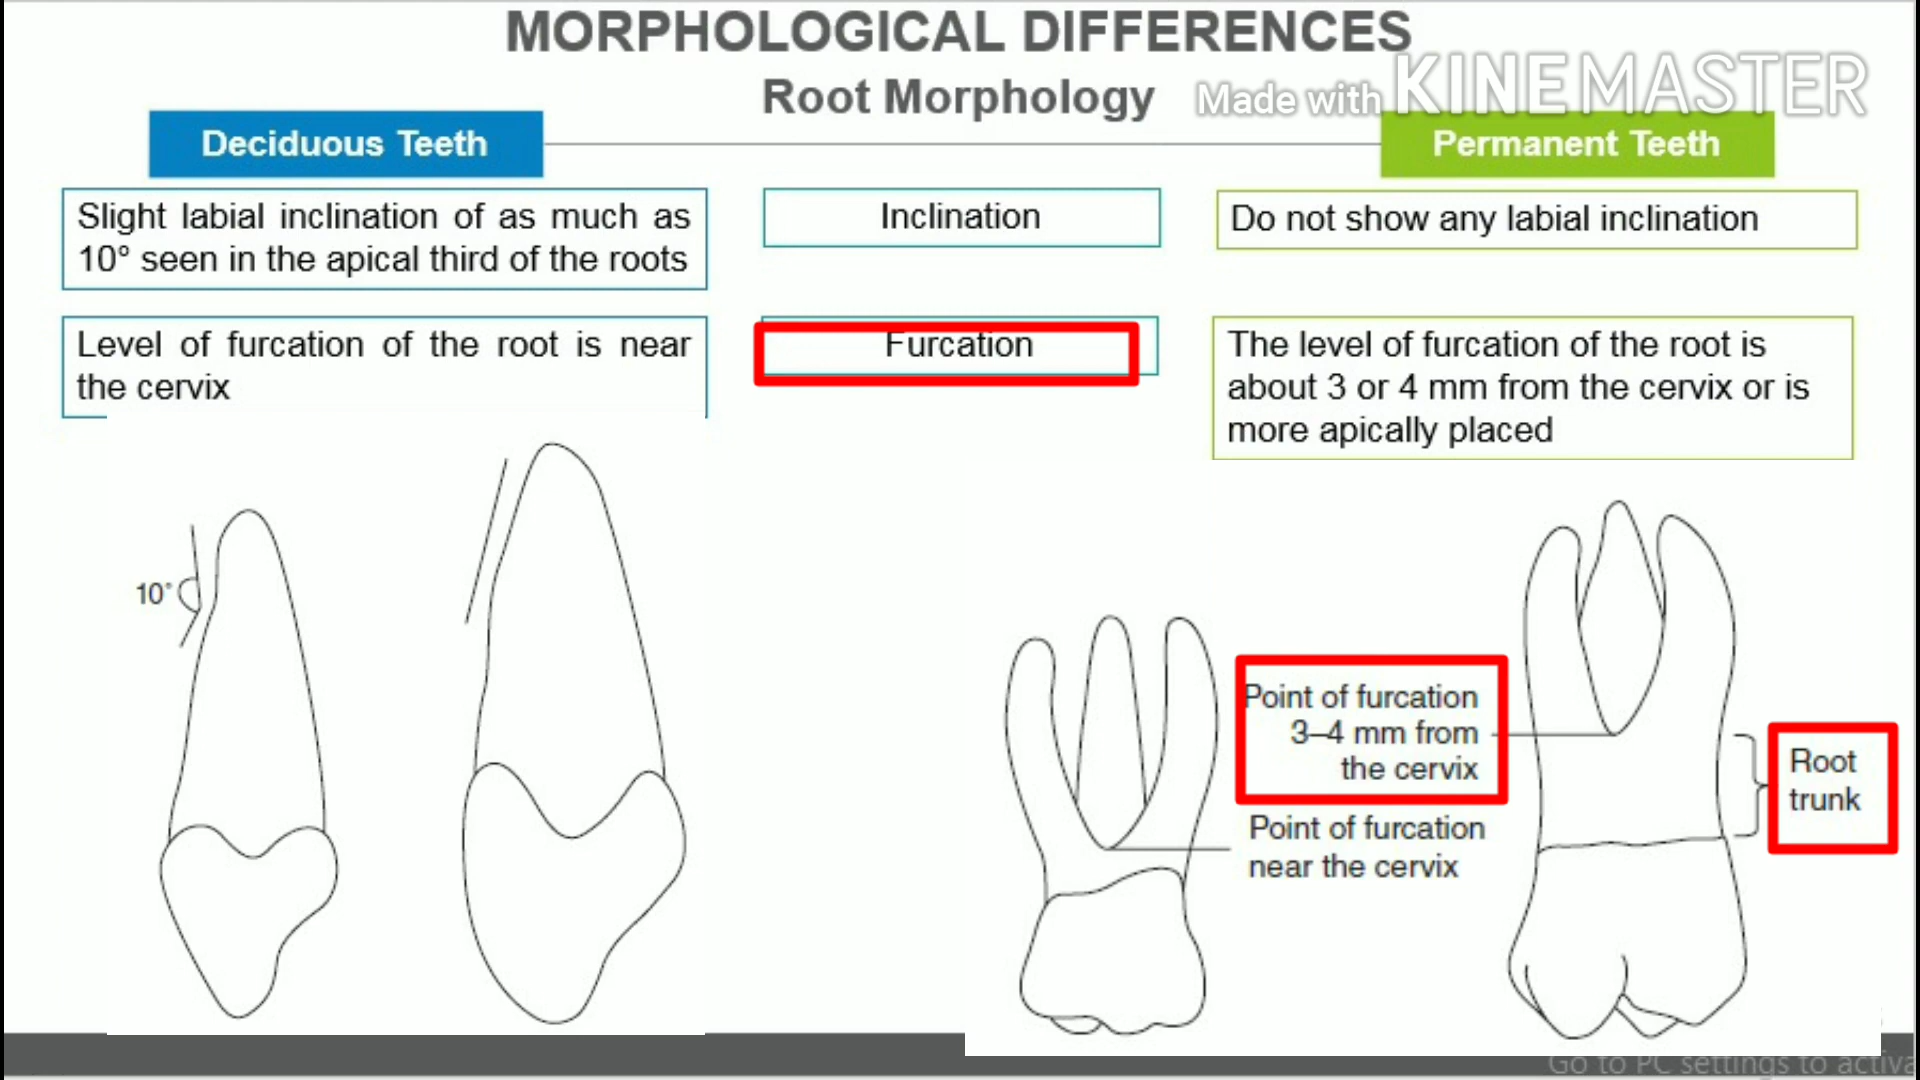 MORPHOLOGICAL DIFFERENCES
Root Morphology
Made with KINEMASTER
Deciduous Teeth
Permanent Teeth
Slight labial inclination of as much as
10° seen in the apical third of the roots
Inclination
Do not show any labial inclination
Level of furcation of the root is near
the cervix
Furcation
The level of furcation of the root is
about 3 or 4 mm from the cervix or is
more apically placed
10°
Point of furcation
3–4 mm from
the cervix
Point of furcation
near the cervix
Root
trunk
Go to PC settings to activa